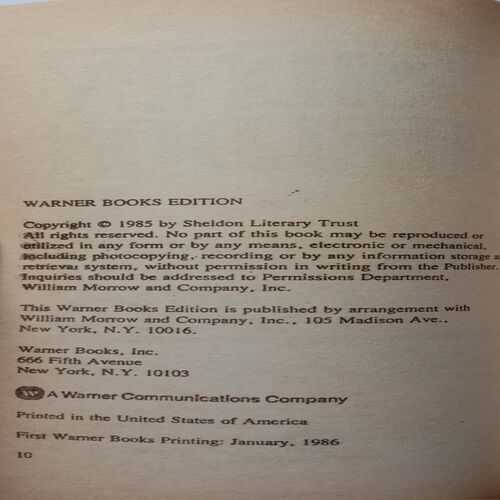 WARNER BOOKS EDITION
Copyright © 1985 by Sheldon Literary Trust
All rights reserved. No part of this book may be reproduced or
utilized in any form or by any means, electronic or mechanical,
including photocopying, recording or by any information storage a
retrieval system, without permission in writing from the Publisher.
Inquiries should be addressed to Permissions Department,
William Morrow and Company, Inc.
This Warner Books Edition is published by arrangement with
William Morrow and Company, Inc., 105 Madison Ave.,
New York, N.Y. 10016.
Warner Books, Inc.
666 Fifth Avenue
New York, N.Y. 10103
A Warner Communications Company
Printed in the United States of America
First Warner Books Printing: January, 1986
10